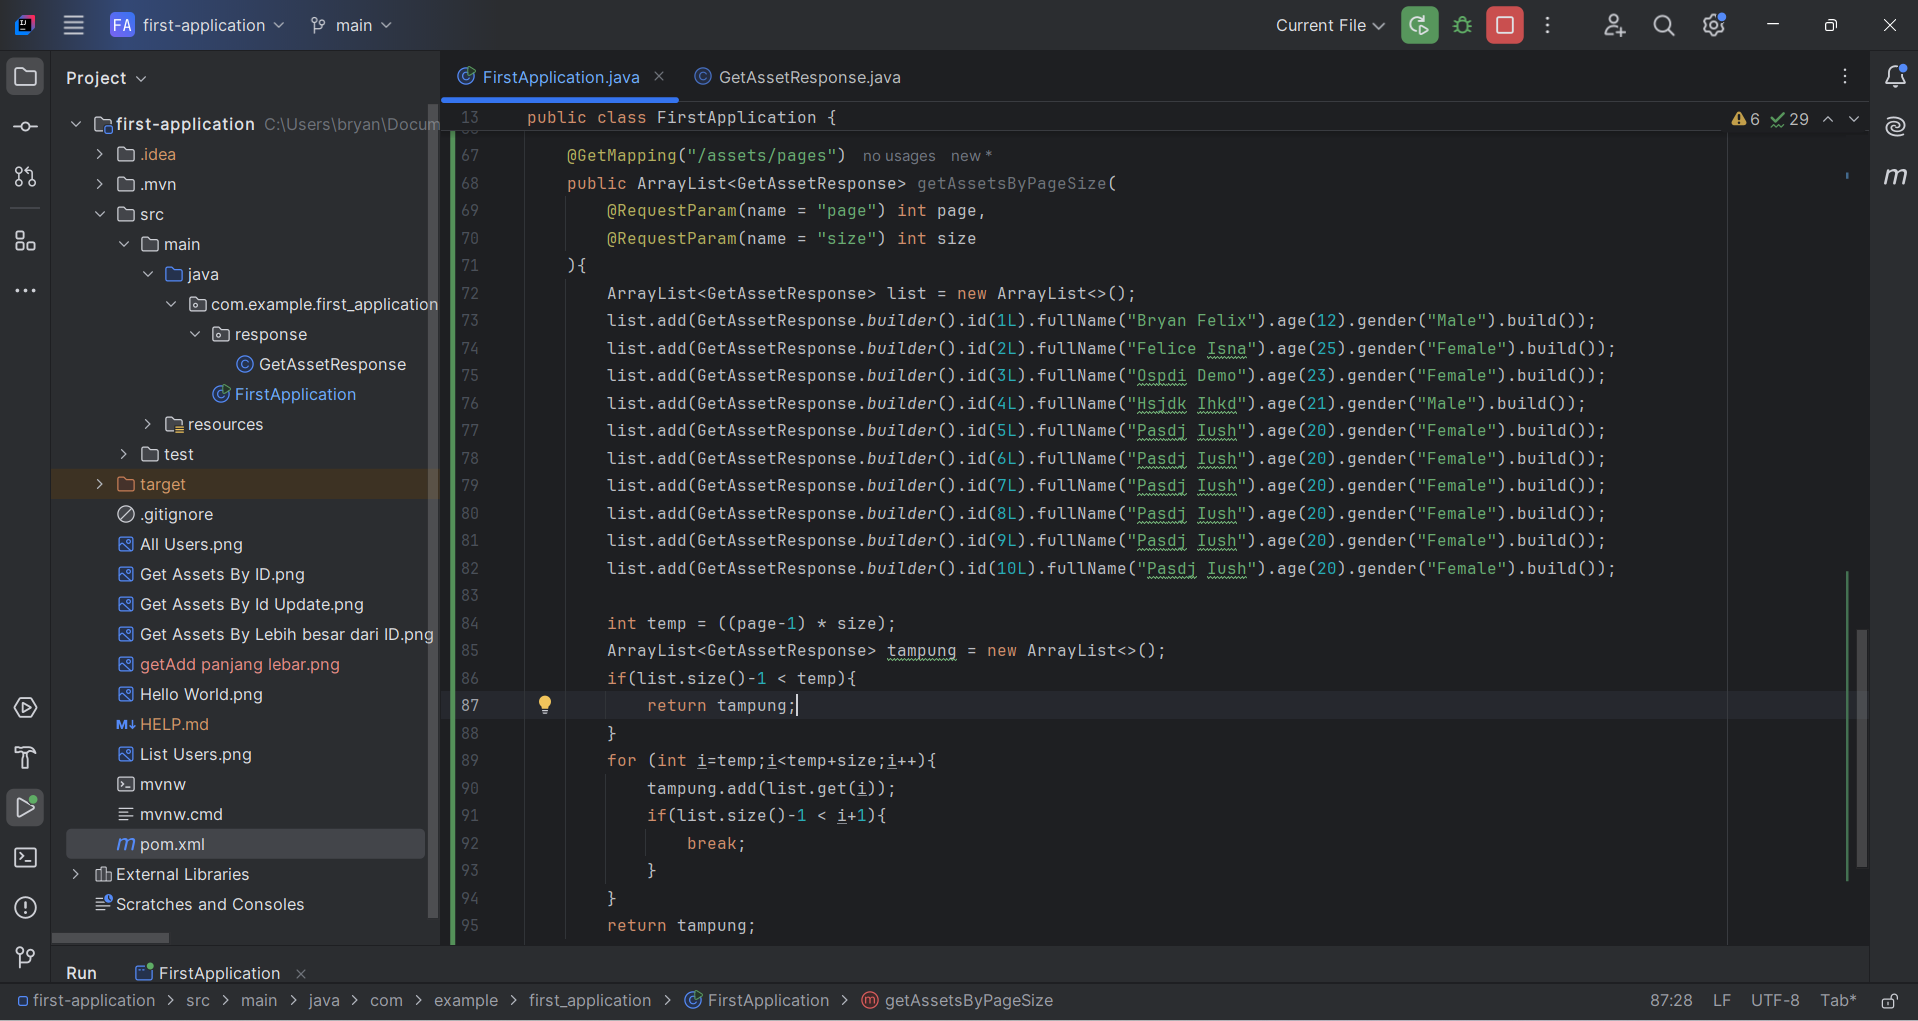 FA first-application main Current File
Project
FirstApplication.java GetAssetResponse.java
first-application C:\Users\bryan\Docum
.idea
.mvn
src
main
java
com.example.first_application
response
GetAssetResponse
FirstApplication
resources
test
target
.gitignore
All Users.png
Get Assets By ID.png
Get Assets By Id Update.png
Get Assets By Lebih besar dari ID.png
getAdd panjang lebar.png
Hello World.png
M↓ HELP.md
List Users.png
mvnw
mvnw.cmd
m pom.xml
External Libraries
Scratches and Consoles
13 public class FirstApplication { 6 29
67 @GetMapping("/assets/pages") no usages new *
68 public ArrayList<GetAssetResponse> getAssetsByPageSize(
69 @RequestParam(name = "page") int page,
70 @RequestParam(name = "size") int size
71 ){
72 ArrayList<GetAssetResponse> list = new ArrayList<>();
73 list.add(GetAssetResponse.builder().id(1L).fullName("Bryan Felix").age(12).gender("Male").build());
74 list.add(GetAssetResponse.builder().id(2L).fullName("Felice Isna").age(25).gender("Female").build());
75 list.add(GetAssetResponse.builder().id(3L).fullName("Ospdi Demo").age(23).gender("Female").build());
76 list.add(GetAssetResponse.builder().id(4L).fullName("Hsjdk Ihkd").age(21).gender("Male").build());
77 list.add(GetAssetResponse.builder().id(5L).fullName("Pasdj Iush").age(20).gender("Female").build());
78 list.add(GetAssetResponse.builder().id(6L).fullName("Pasdj Iush").age(20).gender("Female").build());
79 list.add(GetAssetResponse.builder().id(7L).fullName("Pasdj Iush").age(20).gender("Female").build());
80 list.add(GetAssetResponse.builder().id(8L).fullName("Pasdj Iush").age(20).gender("Female").build());
81 list.add(GetAssetResponse.builder().id(9L).fullName("Pasdj Iush").age(20).gender("Female").build());
82 list.add(GetAssetResponse.builder().id(10L).fullName("Pasdj Iush").age(20).gender("Female").build());
83
84 int temp = ((page-1) * size);
85 ArrayList<GetAssetResponse> tampung = new ArrayList<>();
86 if(list.size()-1 < temp){
87 return tampung;
88 }
89 for (int i=temp;i<temp+size;i++){
90 tampung.add(list.get(i));
91 if(list.size()-1 < i+1){
92 break;
93 }
94 }
95 return tampung;
m
Run FirstApplication
first-application > src > main > java > com > example > first_application > FirstApplication > m getAssetsByPageSize 87:28 LF UTF-8 Tab*